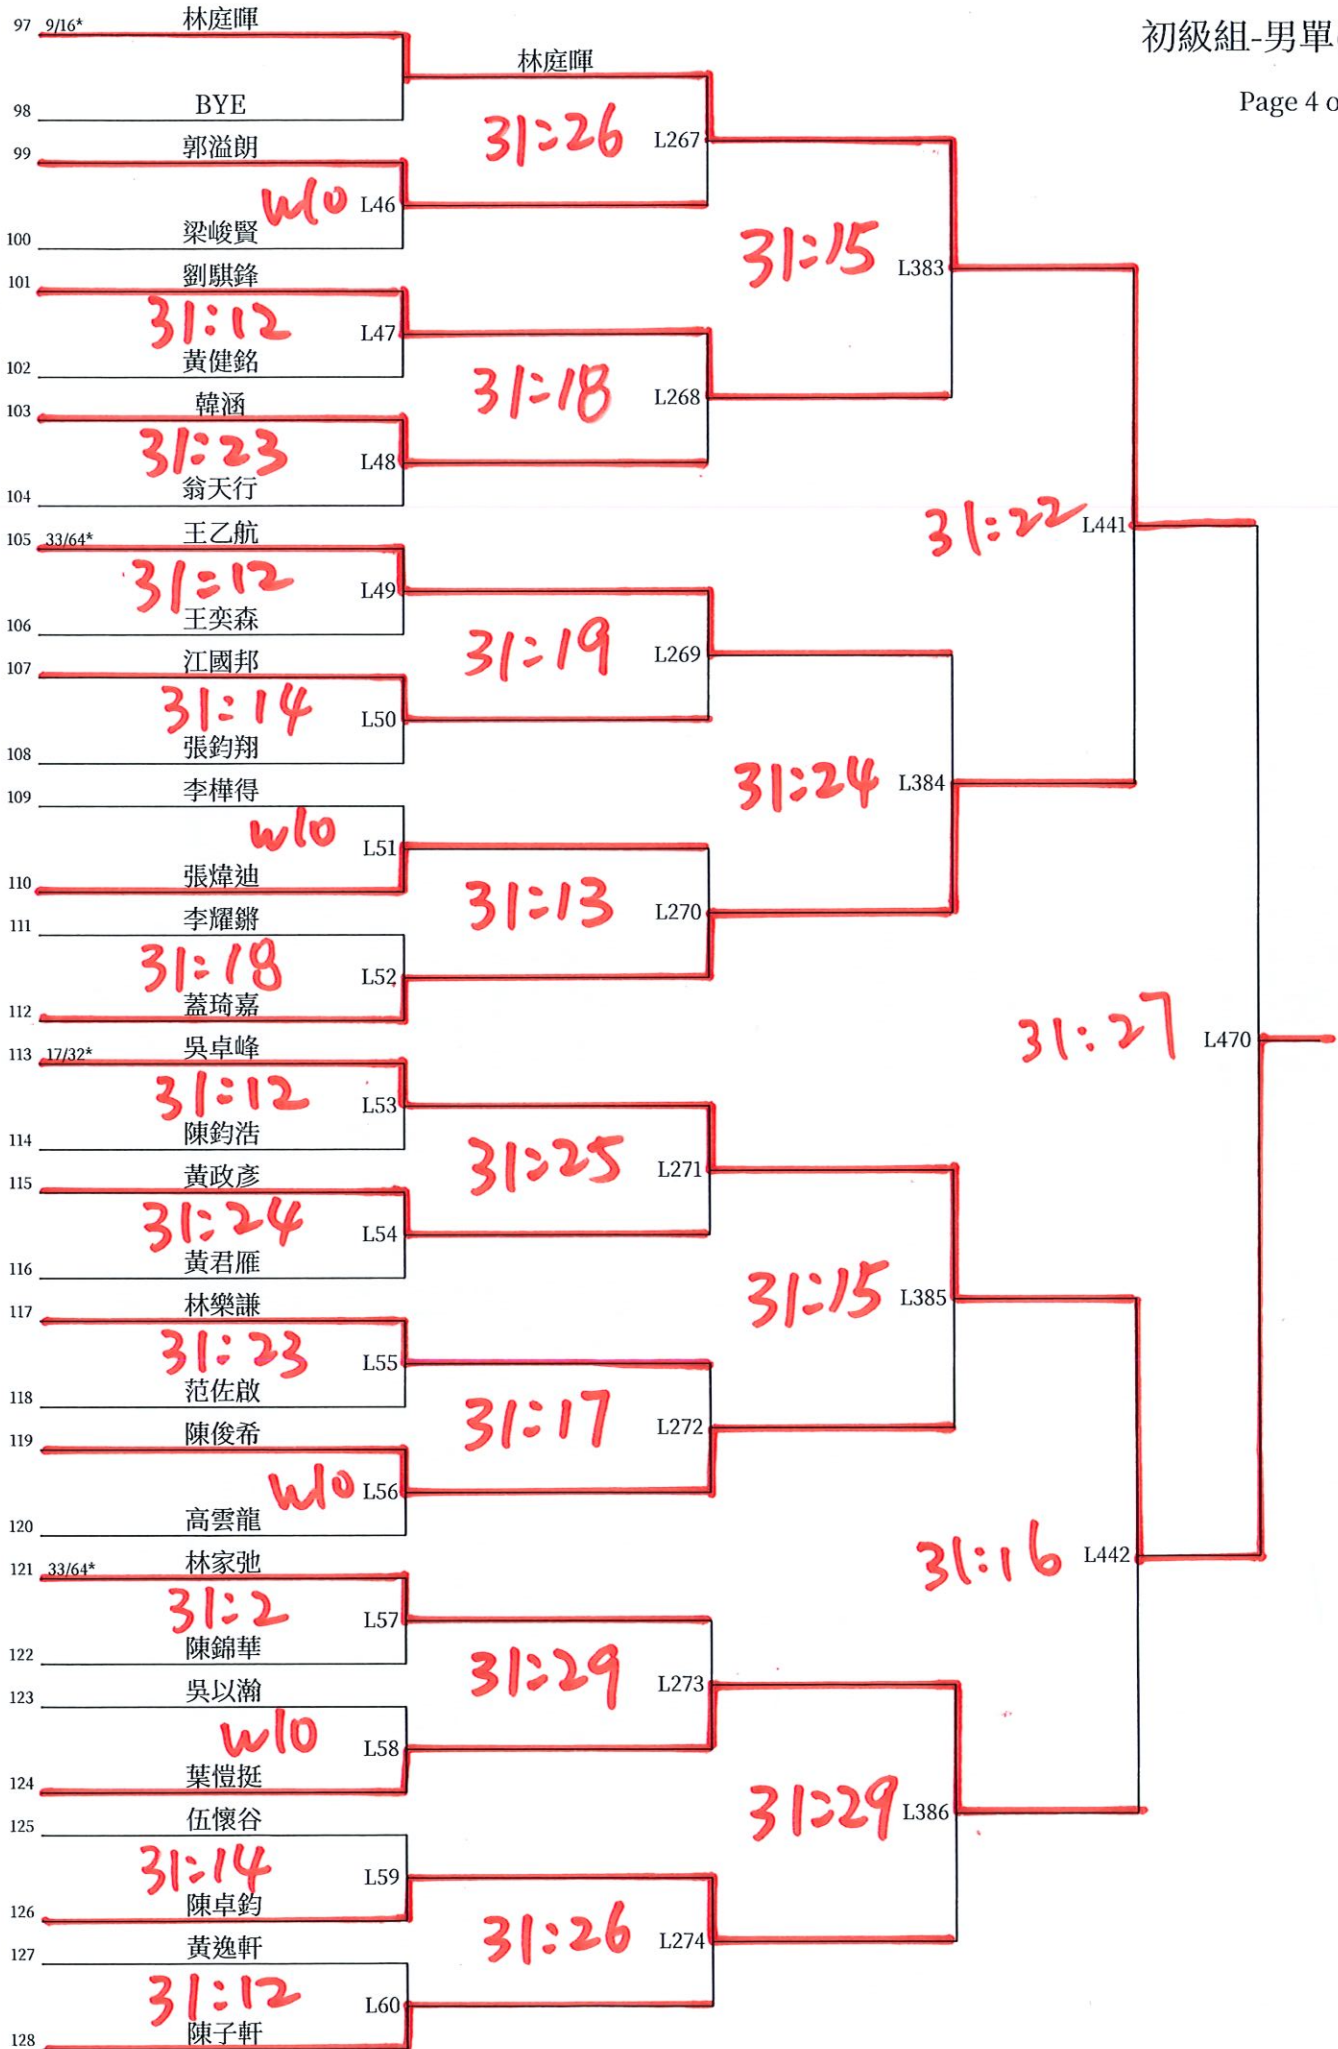 97 9/16* 林庭暉
初級組-男單
林庭暉
98 BYE
Page 4 o
31:26 L267
99 郭溢朗
w/o L46
100 梁峻賢
31:15 L383
101 劉騏鋒
31:12 L47
102 黃健銘
31:18 L268
103 韓涵
31:23 L48
104 翁天行
31:22 L441
105 33/64* 王乙航
31:12 L49
106 王奕森
31:19 L269
107 江國邦
31:14 L50
108 張鈞翔
31:24 L384
109 李樺得
w/o L51
110 張煒迪
31:13 L270
111 李耀鏘
31:18 L52
112 蓋琦嘉
31:27 L470
113 17/32* 吳卓峰
31:12 L53
114 陳鈞浩
31:25 L271
115 黃政彥
31:24 L54
116 黃君雁
31:15 L385
117 林樂謙
31:23 L55
118 范佐啟
31:17 L272
119 陳俊希
w/o L56
120 高雲龍
31:16 L442
121 33/64* 林家弛
31:2 L57
122 陳錦華
31:29 L273
123 吳以瀚
w/o L58
124 葉愷挺
31:29 L386
125 伍懷谷
31:14 L59
126 陳卓鈞
31:26 L274
127 黃逸軒
31:12 L60
128 陳子軒